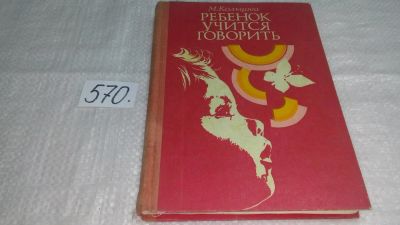 М.Кольцова
РЕБЕНОК
УЧИТСЯ
ГОВОРИТЬ
570.